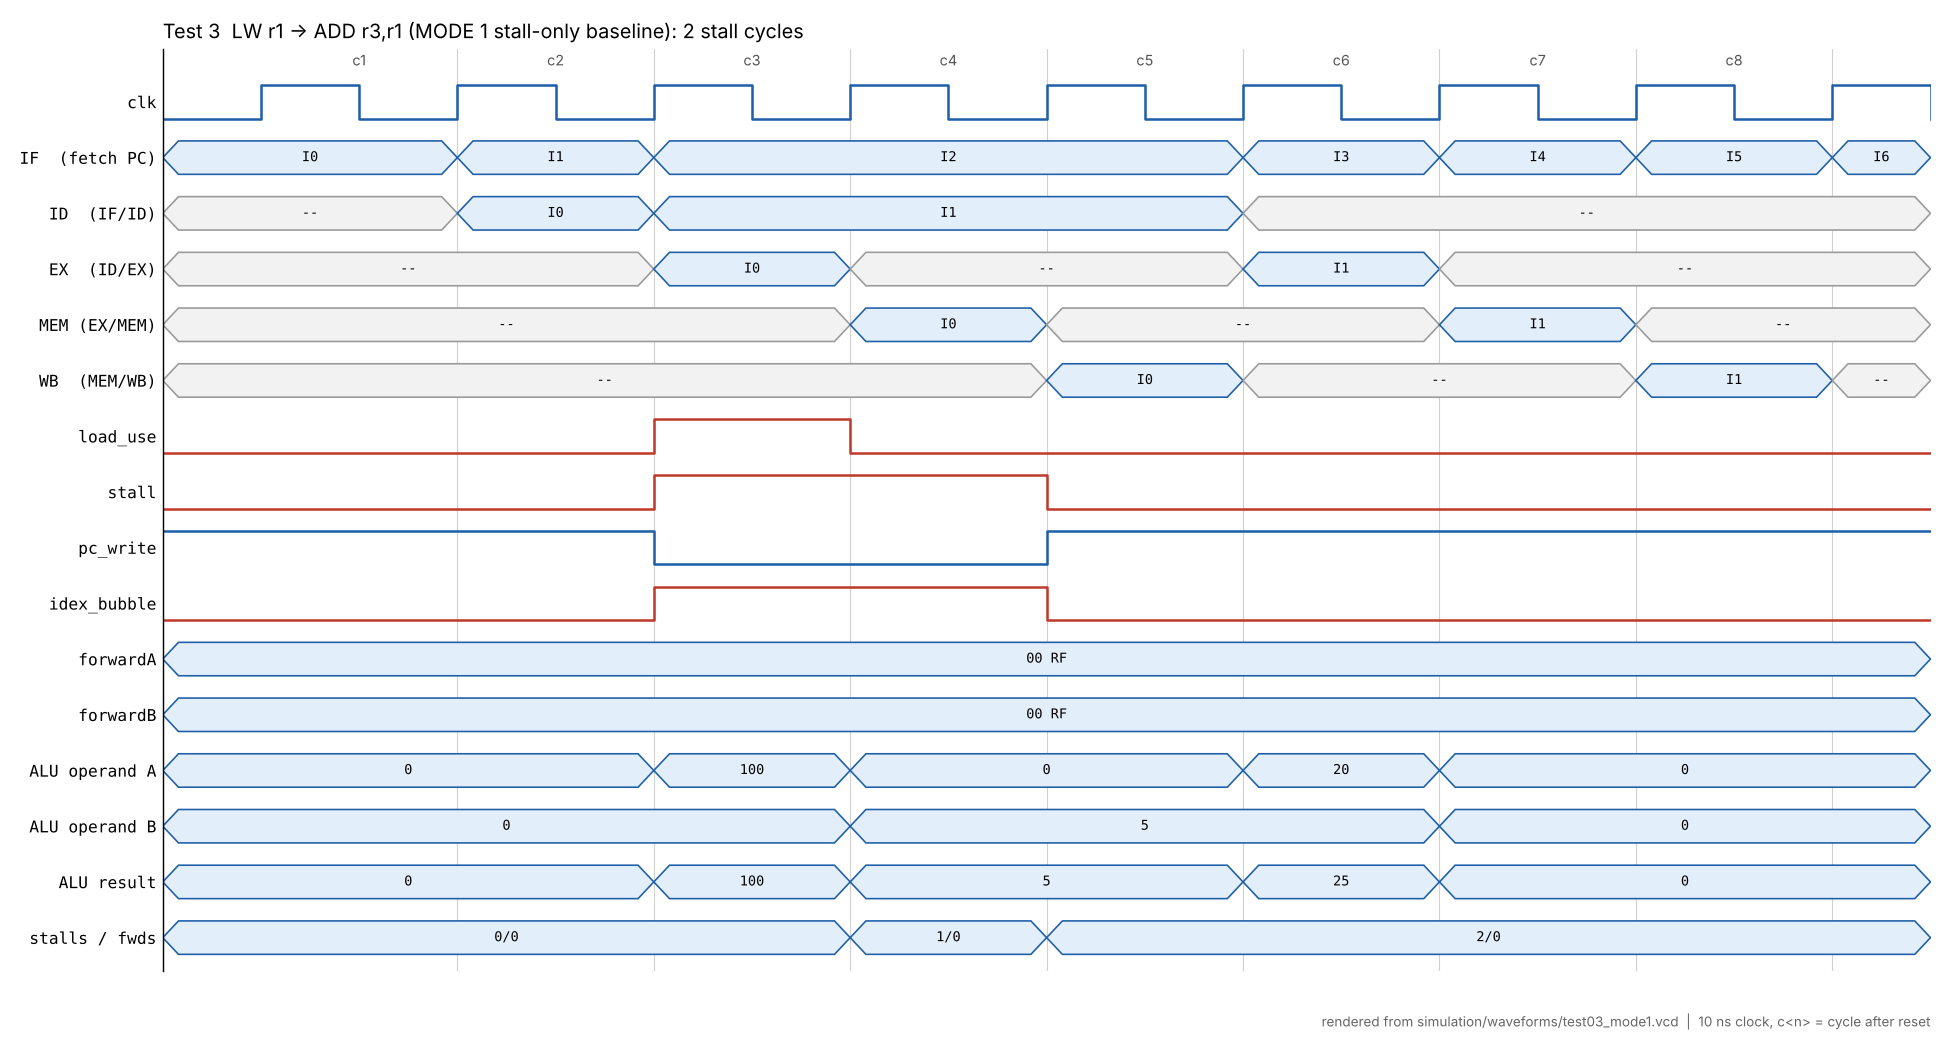 Test 3  LW r1 → ADD r3,r1 (MODE 1 stall-only baseline): 2 stall cycles
c1 c2 c3 c4 c5 c6 c7 c8
clk
IF  (fetch PC) I0 I1 I2 I3 I4 I5 I6
ID  (IF/ID) -- I0 I1 --
EX  (ID/EX) -- I0 -- I1 --
MEM (EX/MEM) -- I0 -- I1 --
WB  (MEM/WB) -- I0 -- I1 --
load_use
stall
pc_write
idex_bubble
forwardA 00 RF
forwardB 00 RF
ALU operand A 0 100 0 20 0
ALU operand B 0 5 0
ALU result 0 100 5 25 0
stalls / fwds 0/0 1/0 2/0
rendered from simulation/waveforms/test03_mode1.vcd | 10 ns clock, c<n> = cycle after reset